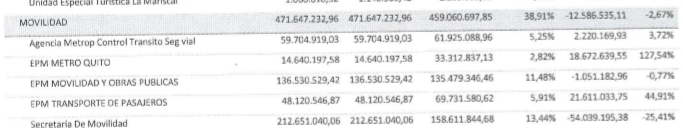 Unidad Especial Turistica La Mariscal
MOVILIDAD 471.647.232,96 471.647.232,96 459.060.697,85 38,91% -12.586.535,11 -2,67%
Agencia Metrop Control Transito Seg vial 59.704.919,03 59.704.919,03 61.925.088,96 5,25% 2.220.169,93 3,72%
EPM METRO QUITO 14.640.197,58 14.640.197,58 33.312.837,13 2,82% 18.672.639,55 127,54%
EPM MOVILIDAD Y OBRAS PUBLICAS 136.530.529,42 136.530.529,42 135.479.346,46 11,48% -1.051.182,96 -0,77%
EPM TRANSPORTE DE PASAJEROS 48.120.546,87 48.120.546,87 69.731.580,62 5,91% 21.611.033,75 44,91%
Secretaría De Movilidad 212.651.040,06 212.651.040,06 158.611.844,68 13,44% -54.039.195,38 -25,41%